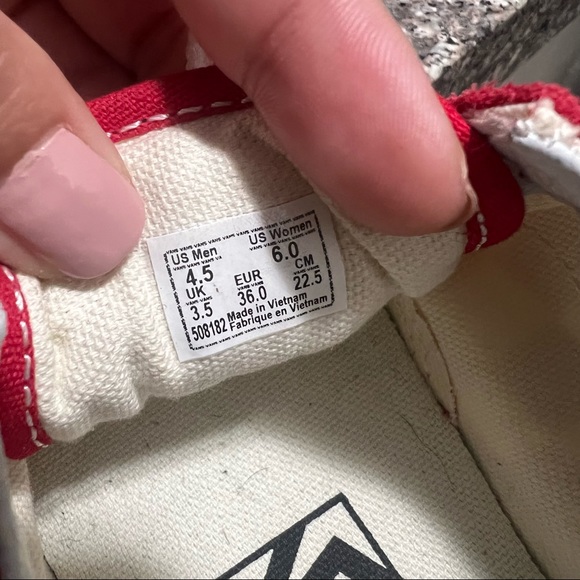 US Men US Women
4.5 6.0
UK EUR CM
3.5 36.0 22.5
508182 Made in Vietnam
Fabrique en Vietnam